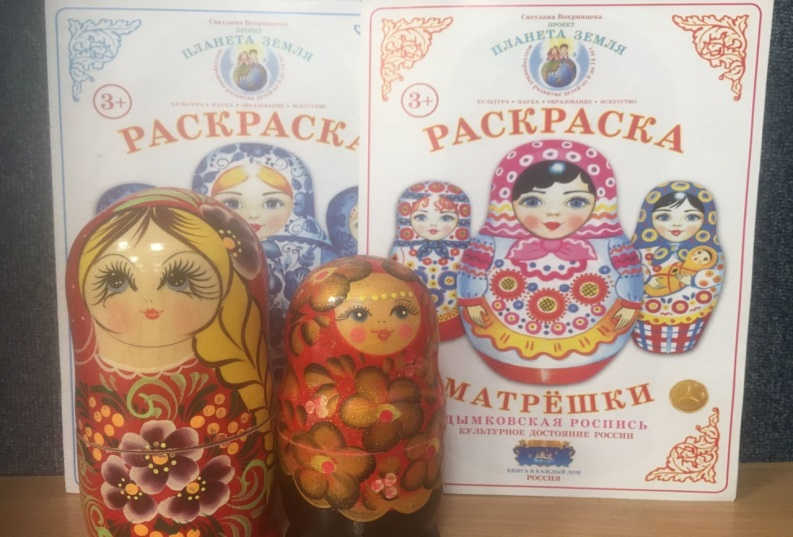 Светлана Вохринцева
ПРОЕКТ
ПЛАНЕТА ЗЕМЛЯ
3+
КУЛЬТУРА • НАУКА • ОБРАЗОВАНИЕ • ИСКУССТВО
РАСКРАСКА
Светлана Вохринцева
ПРОЕКТ
ПЛАНЕТА ЗЕМЛЯ
3+
КУЛЬТУРА • НАУКА • ОБРАЗОВАНИЕ • ИСКУССТВО
РАСКРАСКА
МАТРЁШКИ
ДЫМКОВСКАЯ РОСПИСЬ
КУЛЬТУРНОЕ ДОСТОЯНИЕ РОССИИ
КНИГА В КАЖДЫЙ ДОМ
РОССИЯ